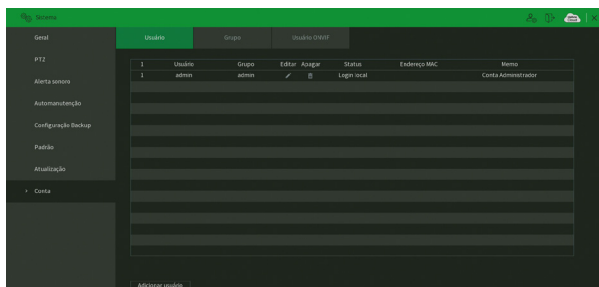 Sistema
Geral
PTZ
Alerta sonoro
Automanutenção
Configuração Backup
Padrão
Atualização
Conta
Usuário Grupo Usuário ONVIF
1 Usuário Grupo Editar Apagar Status Endereço MAC Memo
1 admin admin Login local Conta Administrador
Adicionar usuário